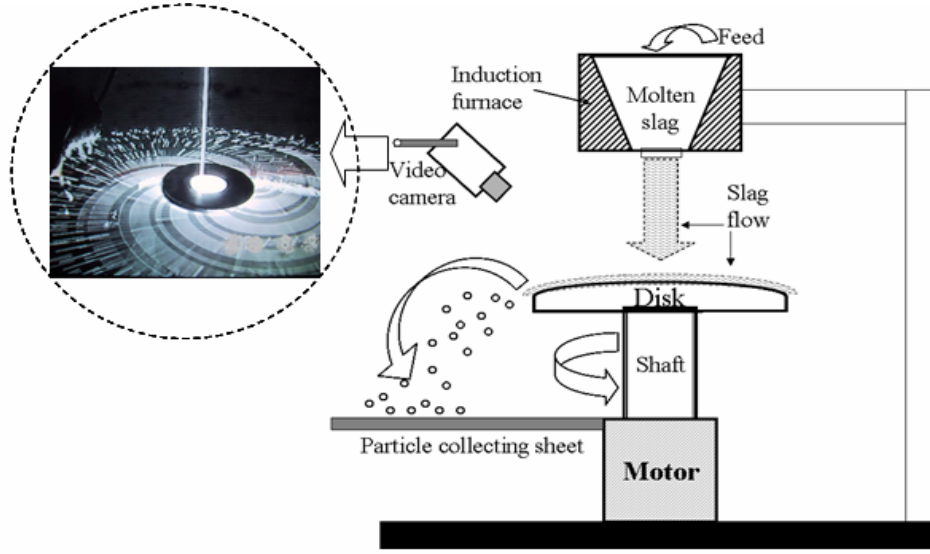 Feed
Induction
furnace
Molten
slag
Video
camera
Slag
flow
Disk
Shaft
Particle collecting sheet
Motor